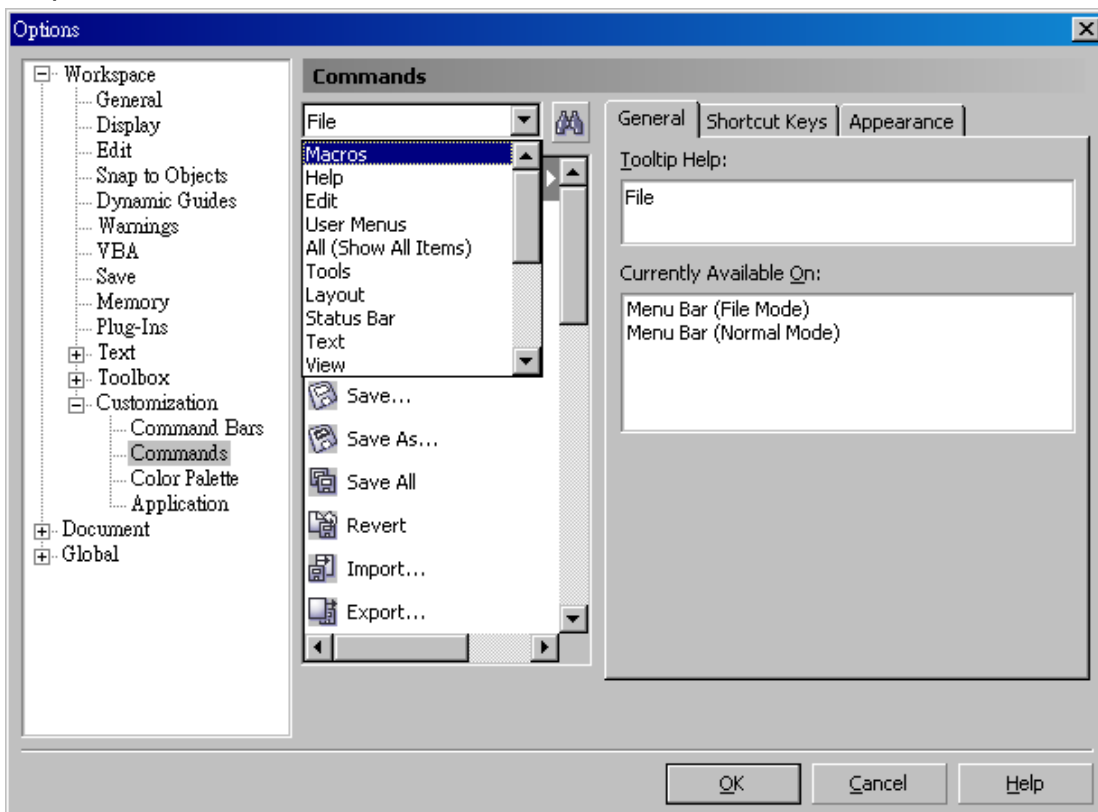 Options
Workspace
General
Display
Edit
Snap to Objects
Dynamic Guides
Warnings
VBA
Save
Memory
Plug-Ins
Text
Toolbox
Customization
Command Bars
Commands
Color Palette
Application
Document
Global
Commands
File
Macros
Help
Edit
User Menus
All (Show All Items)
Tools
Layout
Status Bar
Text
View
Save...
Save As...
Save All
Revert
Import...
Export...
General Shortcut Keys Appearance
Tooltip Help:
File
Currently Available On:
Menu Bar (File Mode)
Menu Bar (Normal Mode)
OK Cancel Help